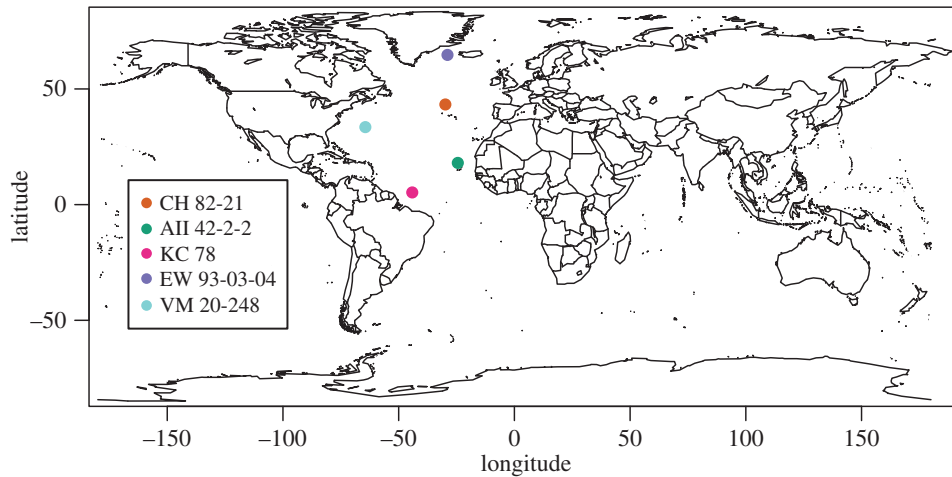 50
0
−50
latitude
CH 82-21
AII 42-2-2
KC 78
EW 93-03-04
VM 20-248
−150 −100 −50 0 50 100 150
longitude